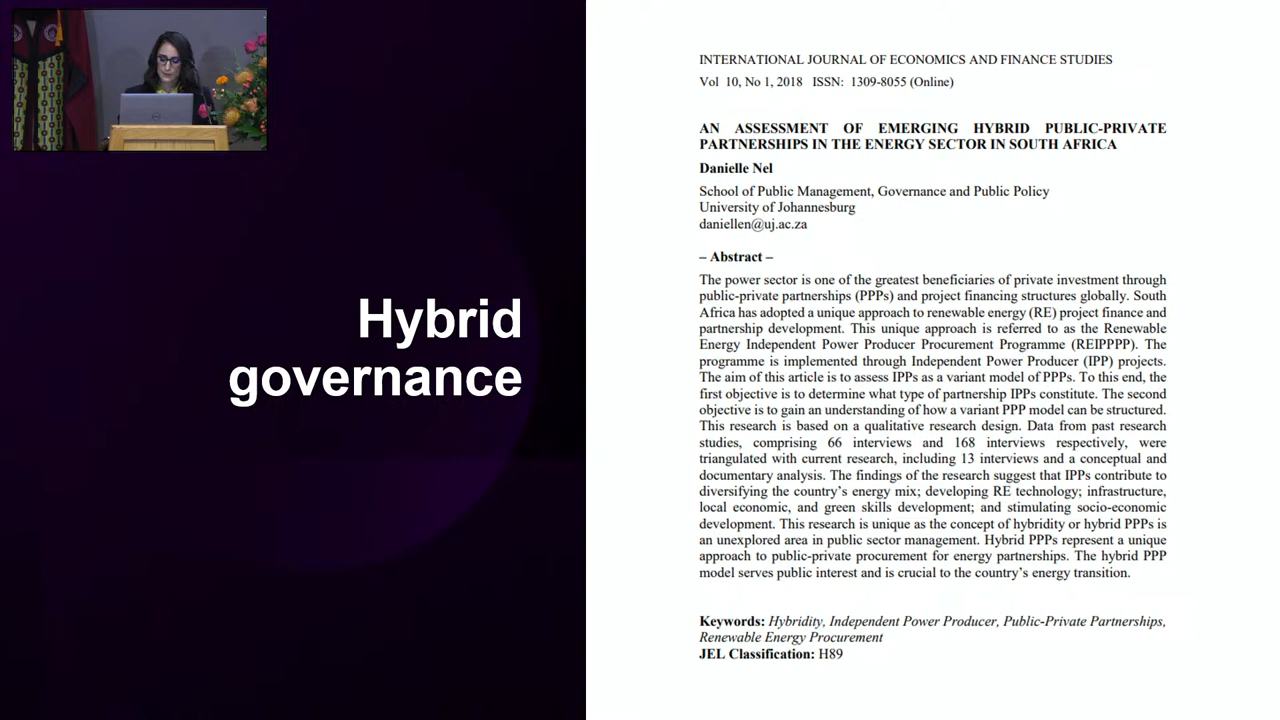 Hybrid
governance
INTERNATIONAL JOURNAL OF ECONOMICS AND FINANCE STUDIES
Vol 10, No 1, 2018 ISSN: 1309-8055 (Online)
AN ASSESSMENT OF EMERGING HYBRID PUBLIC-PRIVATE
PARTNERSHIPS IN THE ENERGY SECTOR IN SOUTH AFRICA
Danielle Nel
School of Public Management, Governance and Public Policy
University of Johannesburg
daniellen@uj.ac.za
– Abstract –
The power sector is one of the greatest beneficiaries of private investment through
public-private partnerships (PPPs) and project financing structures globally. South
Africa has adopted a unique approach to renewable energy (RE) project finance and
partnership development. This unique approach is referred to as the Renewable
Energy Independent Power Producer Procurement Programme (REIPPPP). The
programme is implemented through Independent Power Producer (IPP) projects.
The aim of this article is to assess IPPs as a variant model of PPPs. To this end, the
first objective is to determine what type of partnership IPPs constitute. The second
objective is to gain an understanding of how a variant PPP model can be structured.
This research is based on a qualitative research design. Data from past research
studies, comprising 66 interviews and 168 interviews respectively, were
triangulated with current research, including 13 interviews and a conceptual and
documentary analysis. The findings of the research suggest that IPPs contribute to
diversifying the country’s energy mix; developing RE technology; infrastructure,
local economic, and green skills development; and stimulating socio-economic
development. This research is unique as the concept of hybridity or hybrid PPPs is
an unexplored area in public sector management. Hybrid PPPs represent a unique
approach to public-private procurement for energy partnerships. The hybrid PPP
model serves public interest and is crucial to the country’s energy transition.
Keywords: Hybridity, Independent Power Producer, Public-Private Partnerships,
Renewable Energy Procurement
JEL Classification: H89